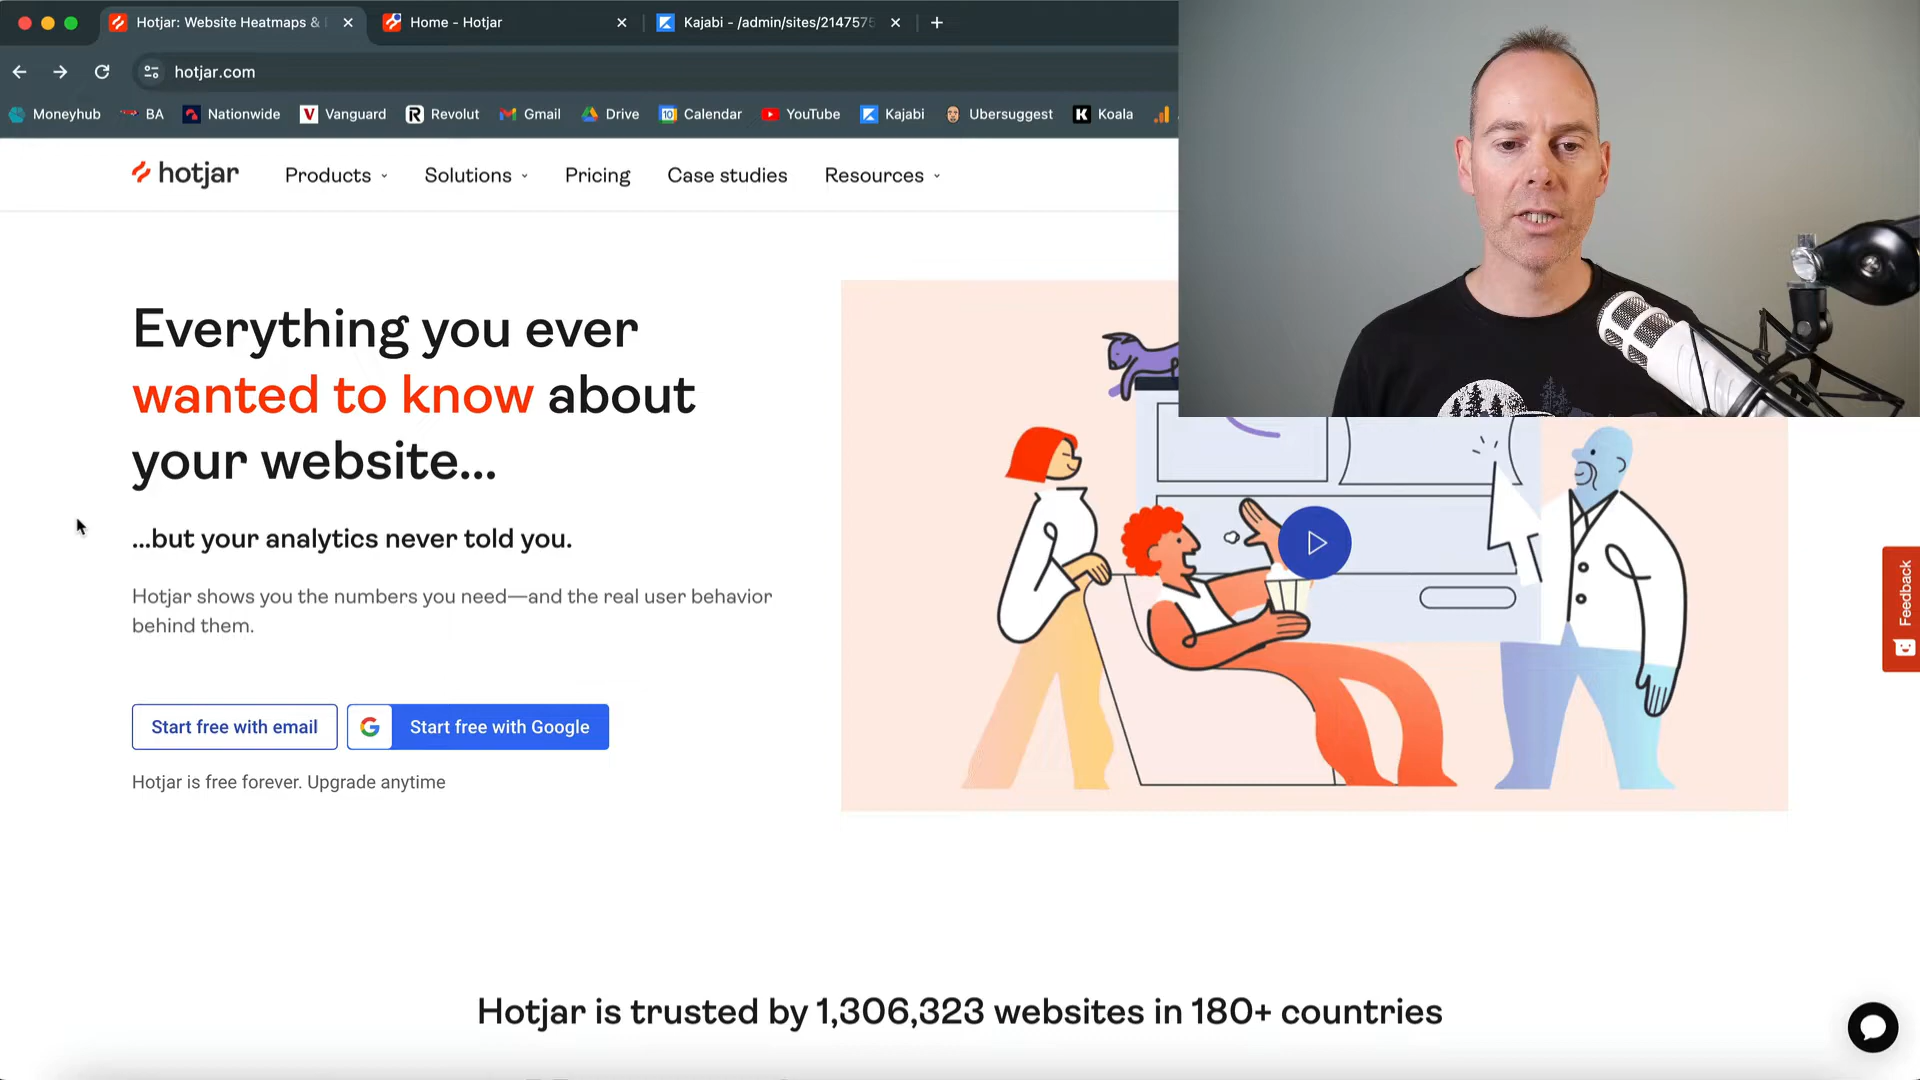 Hotjar: Website Heatmaps &
Home - Hotjar
Kajabi - /admin/sites/2147575
hotjar.com
Moneyhub
BA
Nationwide
Vanguard
Revolut
Gmail
Drive
Calendar
YouTube
Kajabi
Ubersuggest
Koala
hotjar
Products
Solutions
Pricing
Case studies
Resources
Everything you ever
wanted to know about
your website...
...but your analytics never told you.
Hotjar shows you the numbers you need—and the real user behavior
behind them.
Start free with email
Start free with Google
Hotjar is free forever. Upgrade anytime
Feedback
Hotjar is trusted by 1,306,323 websites in 180+ countries